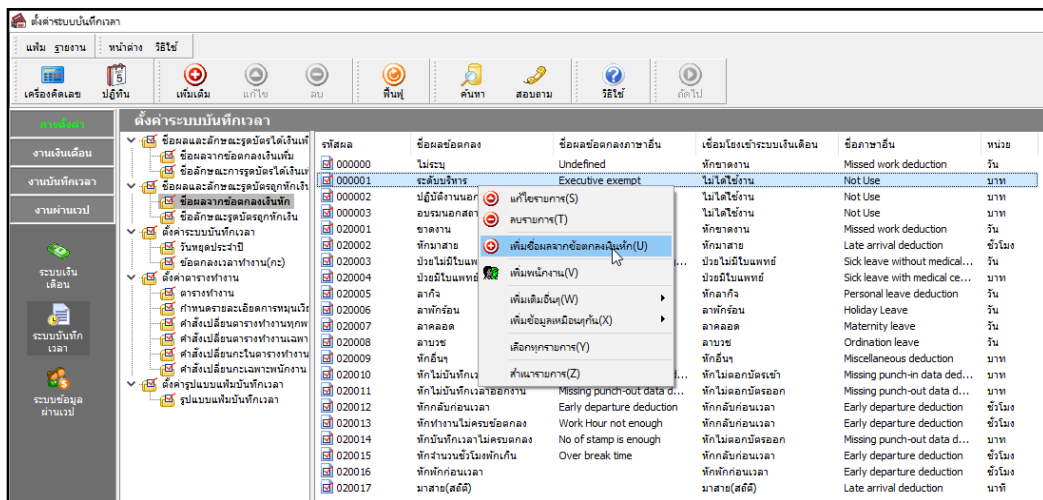 ตั้งค่าระบบบันทึกเวลา
แฟ้ม รายงาน หน้าต่าง วิธีใช้
เครื่องคิดเลข ปฏิทิน เพิ่มเติม แก้ไข ลบ ฟื้นฟู ค้นหา สอบถาม วิธีใช้ ถัดไป
การตั้งค่า
งานเงินเดือน
งานบันทึกเวลา
งานผ่านเวป
ระบบเงิน
เดือน
ระบบบันทึก
เวลา
ระบบข้อมูล
ผ่านเวป
ตั้งค่าระบบบันทึกเวลา
ชื่อผลและลักษณะรูดบัตรได้เงินเพิ่
ชื่อผลจากข้อตกลงเงินเพิ่ม
ชื่อลักษณะการรูดบัตรได้เงินเพ
ชื่อผลและลักษณะรูดบัตรถูกหักเงิ
ชื่อผลจากข้อตกลงเงินหัก
ชื่อลักษณะรูดบัตรถูกหักเงิน
ตั้งค่าระบบบันทึกเวลา
วันหยุดประจำปี
ข้อตกลงเวลาทำงาน(กะ)
ตั้งค่าตารางทำงาน
ตารางทำงาน
กำหนดรายละเอียดการหมุนเวีย
คำสั่งเปลี่ยนตารางทำงานทุกพ
คำสั่งเปลี่ยนตารางทำงานเฉพา
คำสั่งเปลี่ยนกะในตารางทำงาน
คำสั่งเปลี่ยนกะเฉพาะพนักงาน
ตั้งค่ารูปแบบแฟ้มบันทึกเวลา
รูปแบบแฟ้มบันทึกเวลา
รหัสผล ชื่อผลข้อตกลง ชื่อผลข้อตกลงภาษาอื่น เชื่อมโยงเข้าระบบเงินเดือน ชื่อภาษาอื่น หน่วย
000000 ไม่ระบุ Undefined หักขาดงาน Missed work deduction วัน
000001 ระดับบริหาร Executive exempt ไม่ได้ใช้งาน Not Use บาท
000002 ปฏิบัติงานนอก ไม่ได้ใช้งาน Not Use บาท
000003 อบรมนอกสถา ไม่ได้ใช้งาน Not Use บาท
020001 ขาดงาน หักขาดงาน Missed work deduction วัน
020002 หักมาสาย หักมาสาย Late arrival deduction ชั่วโมง
020003 ป่วยไม่มีใบแพ ป่วยไม่มีใบแพทย์ Sick leave without medical... วัน
020004 ป่วยมีใบแพทย์ ป่วยมีใบแพทย์ Sick leave with medical ce... บาท
020005 ลากิจ หักลากิจ Personal leave deduction วัน
020006 ลาพักร้อน ลาพักร้อน Holiday Leave วัน
020007 ลาคลอด ลาคลอด Maternity leave วัน
020008 ลาบวช ลาบวช Ordination leave วัน
020009 หักอื่นๆ หักอื่นๆ Miscellaneous deduction บาท
020010 หักไม่บันทึกเว หักไม่ตอกบัตรเข้า Missing punch-in data ded... บาท
020011 หักไม่บันทึกเวลาออกงาน Missing punch-out data d... หักไม่ตอกบัตรออก Missing punch-out data d... บาท
020012 หักกลับก่อนเวลา Early departure deduction หักกลับก่อนเวลา Early departure deduction ชั่วโมง
020013 หักทำงานไม่ครบข้อตกลง Work Hour not enough หักกลับก่อนเวลา Early departure deduction ชั่วโมง
020014 หักบันทึกเวลาไม่ครบตกลง No of stamp is enough หักไม่ตอกบัตรออก Missing punch-out data d... บาท
020015 หักจำนวนชั่วโมงพักเกิน Over break time หักกลับก่อนเวลา Early departure deduction ชั่วโมง
020016 หักพักก่อนเวลา หักพักก่อนเวลา Early departure deduction ชั่วโมง
020017 มาสาย(สถิติ) มาสาย(สถิติ) Late arrival deduction นาที
แก้ไขรายการ(S)
ลบรายการ(T)
เพิ่มชื่อผลจากข้อตกลงเงินหัก(U)
เพิ่มพนักงาน(V)
เพิ่มเติมอื่นๆ(W)
เพิ่มข้อมูลเหมือนๆกัน(X)
เลือกทุกรายการ(Y)
สำเนารายการ(Z)